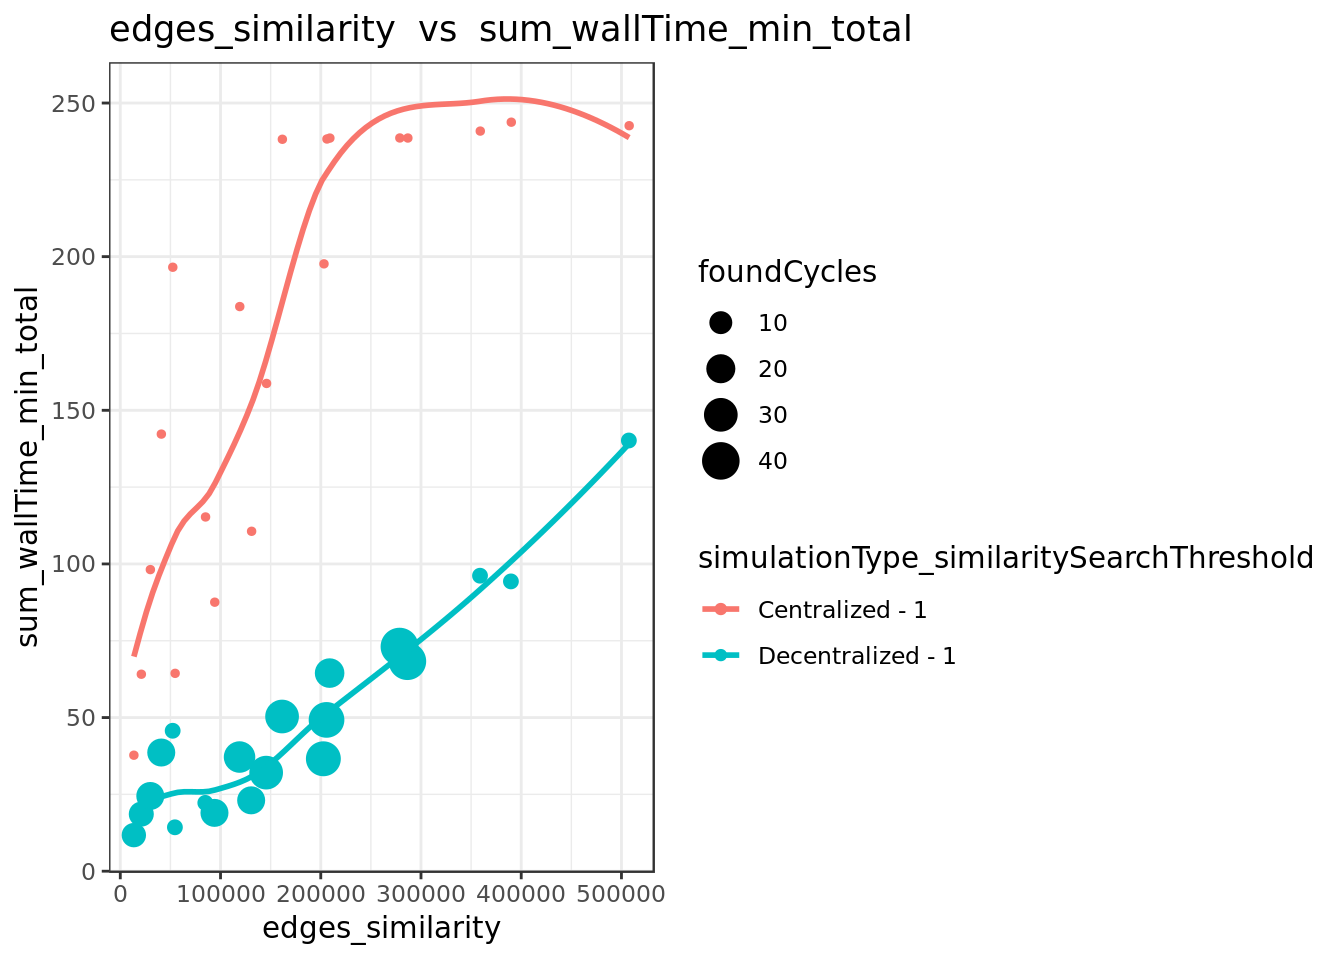 edges_similarity  vs  sum_wallTime_min_total
sum_wallTime_min_total
250
200
150
100
50
0
0 100000 200000 300000 400000 500000
edges_similarity
foundCycles
10
20
30
40
simulationType_similaritySearchThreshold
Centralized - 1
Decentralized - 1